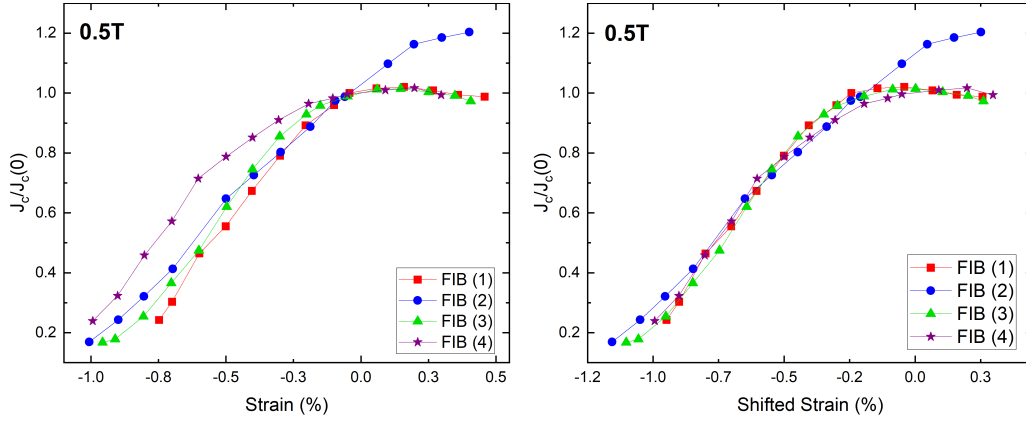 0.5T
1.2
1.0
0.8
0.6
0.4
0.2
J_c/J_c(0)
-1.0
-0.8
-0.5
-0.3
0.0
0.3
0.5
Strain (%)
FIB (1)
FIB (2)
FIB (3)
FIB (4)
0.5T
1.2
1.0
0.8
0.6
0.4
0.2
J_c/J_c(0)
-1.2
-1.0
-0.7
-0.5
-0.2
0.0
0.3
Shifted Strain (%)
FIB (1)
FIB (2)
FIB (3)
FIB (4)